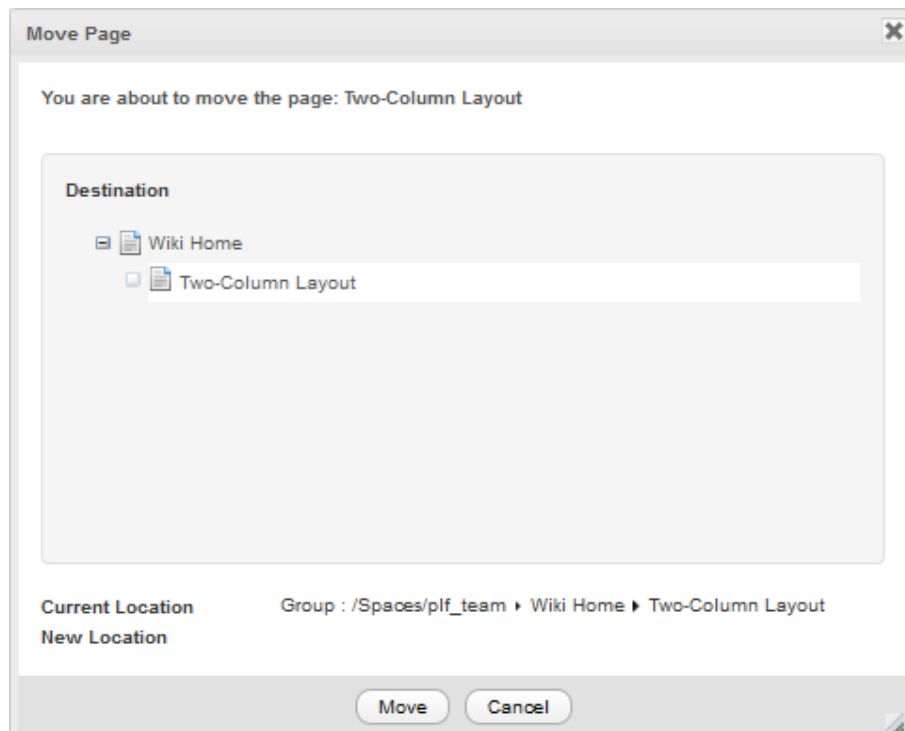 Move Page
You are about to move the page: Two-Column Layout
Destination
Wiki Home
Two-Column Layout
Current Location Group : /Spaces/plf_team ▸ Wiki Home ▸ Two-Column Layout
New Location
Move Cancel